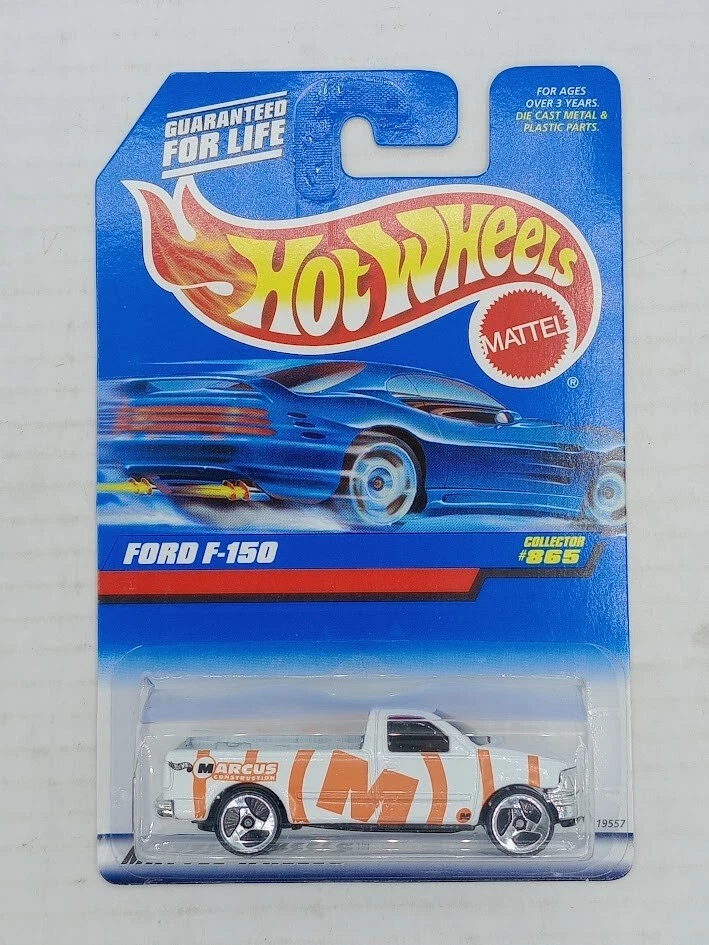 GUARANTEED
FOR LIFE
FOR AGES
OVER 3 YEARS.
DIE CAST METAL &
PLASTIC PARTS.
HOT WHEELS
MATTEL
®
FORD F-150
COLLECTOR
#865
MARCUS
CONSTRUCTION
M
M
19557